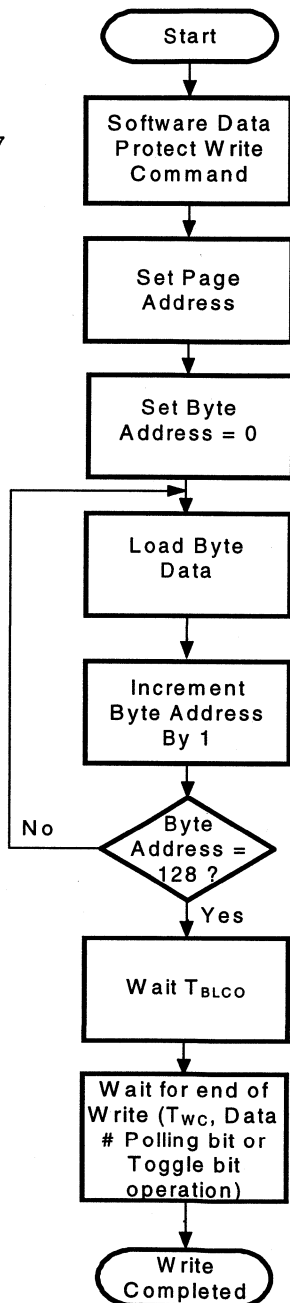 Start
Software Data
Protect Write
Command
Set Page
Address
Set Byte
Address = 0
Load Byte
Data
Increment
Byte Address
By 1
Byte
Address =
128 ?
No
Yes
Wait TBLCO
Wait for end of
Write (TWC, Data
# Polling bit or
Toggle bit
operation)
Write
Completed